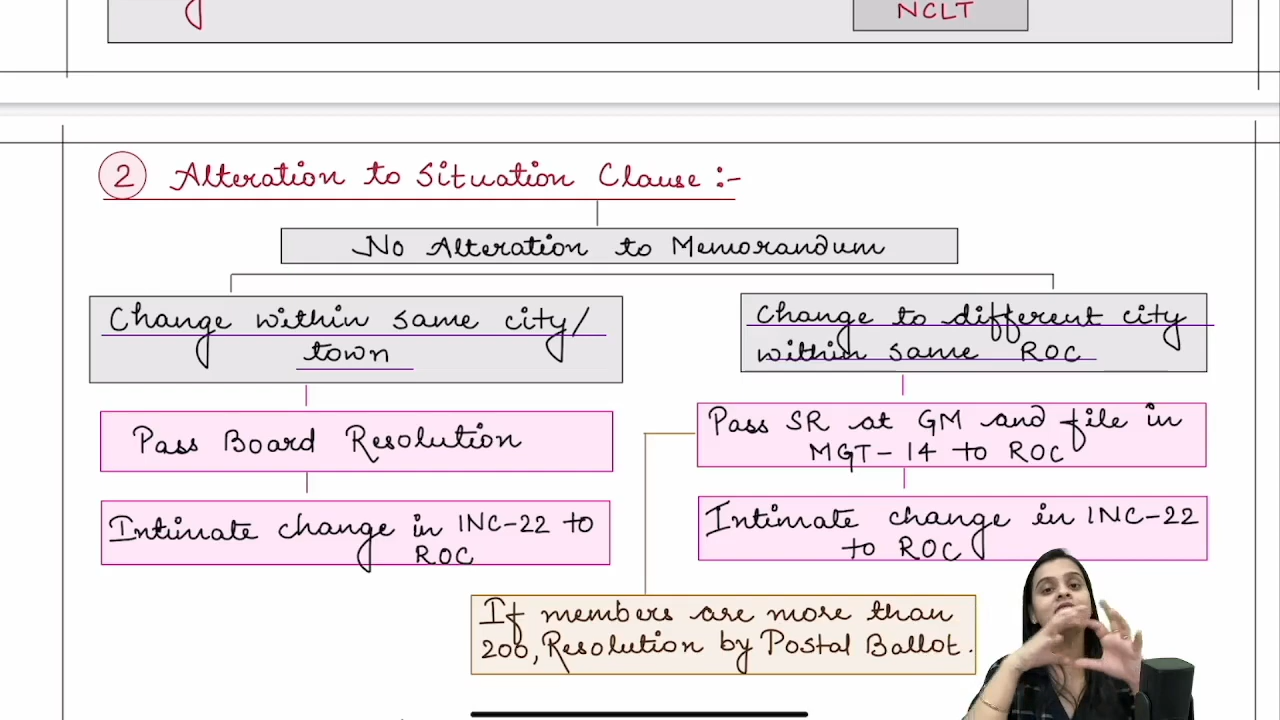 NCLT
2 Alteration to Situation Clause :-
No Alteration to Memorandum
Change within same city/
town
Change to different city
within same ROC
Pass Board Resolution
Pass SR at GM and file in
MGT-14 to ROC
Intimate change in INC-22 to
ROC
Intimate change in INC-22
to ROC
If members are more than
200, Resolution by Postal Ballot.